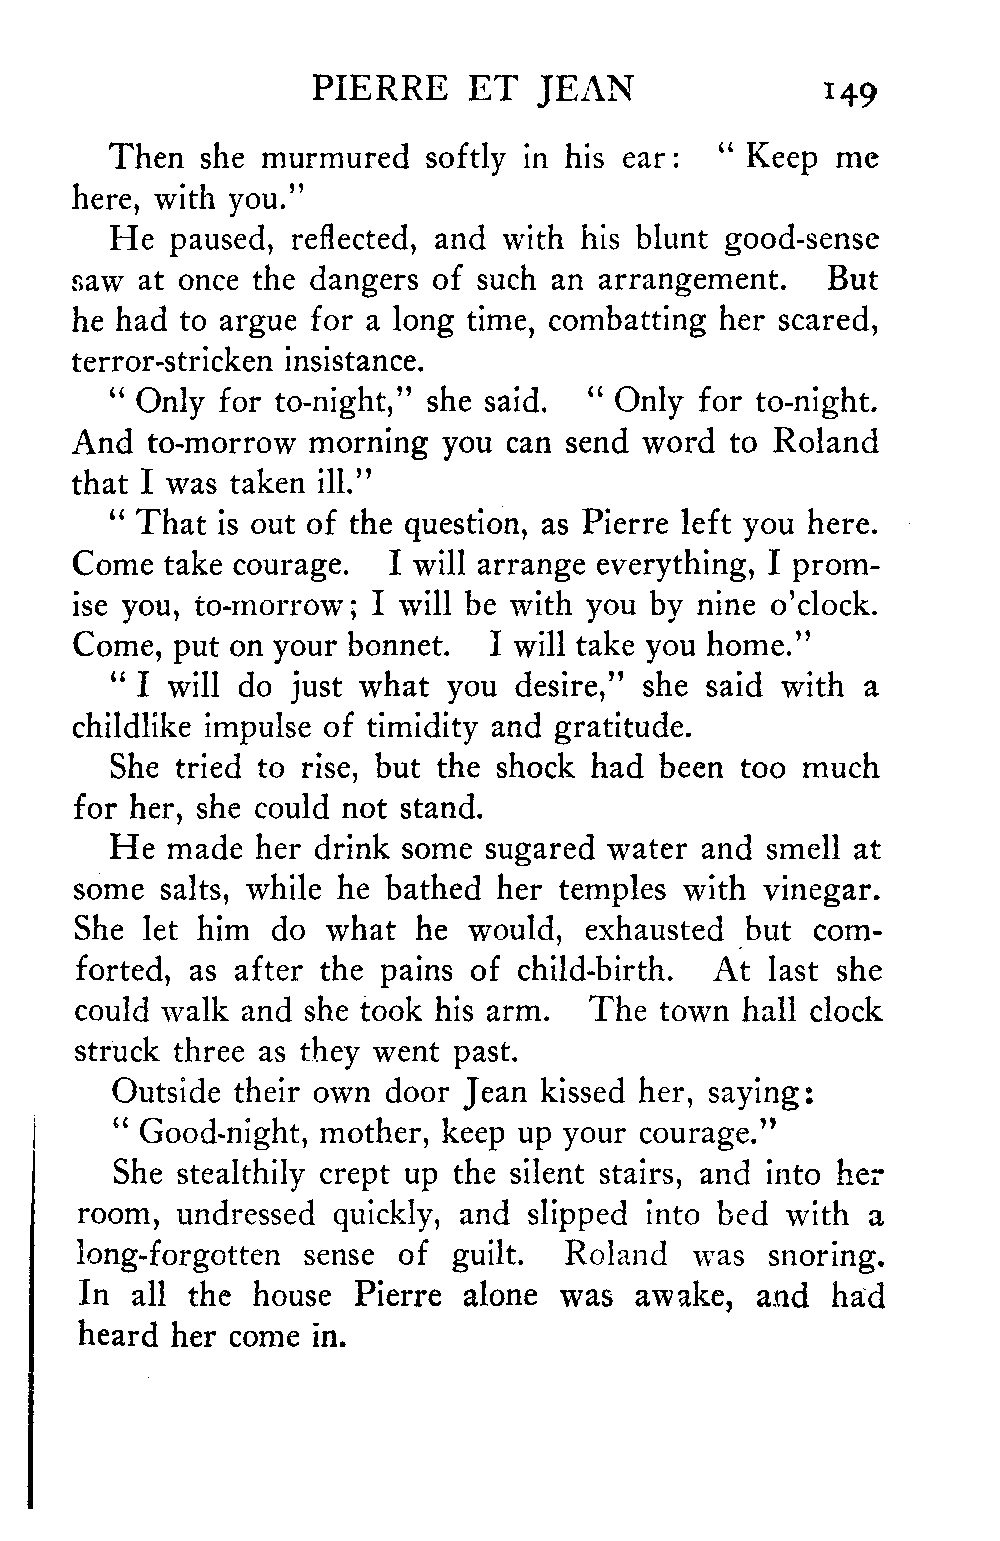 PIERRE ET JEAN 149
Then she murmured softly in his ear: " Keep me
here, with you."
He paused, reflected, and with his blunt good-sense
saw at once the dangers of such an arrangement. But
he had to argue for a long time, combatting her scared,
terror-stricken insistance.
" Only for to-night," she said. " Only for to-night.
And to-morrow morning you can send word to Roland
that I was taken ill."
" That is out of the question, as Pierre left you here.
Come take courage. I will arrange everything, I prom-
ise you, to-morrow; I will be with you by nine o'clock.
Come, put on your bonnet. I will take you home."
" I will do just what you desire," she said with a
childlike impulse of timidity and gratitude.
She tried to rise, but the shock had been too much
for her, she could not stand.
He made her drink some sugared water and smell at
some salts, while he bathed her temples with vinegar.
She let him do what he would, exhausted but com-
forted, as after the pains of child-birth. At last she
could walk and she took his arm. The town hall clock
struck three as they went past.
Outside their own door Jean kissed her, saying:
" Good-night, mother, keep up your courage."
She stealthily crept up the silent stairs, and into her
room, undressed quickly, and slipped into bed with a
long-forgotten sense of guilt. Roland was snoring.
In all the house Pierre alone was awake, and had
heard her come in.